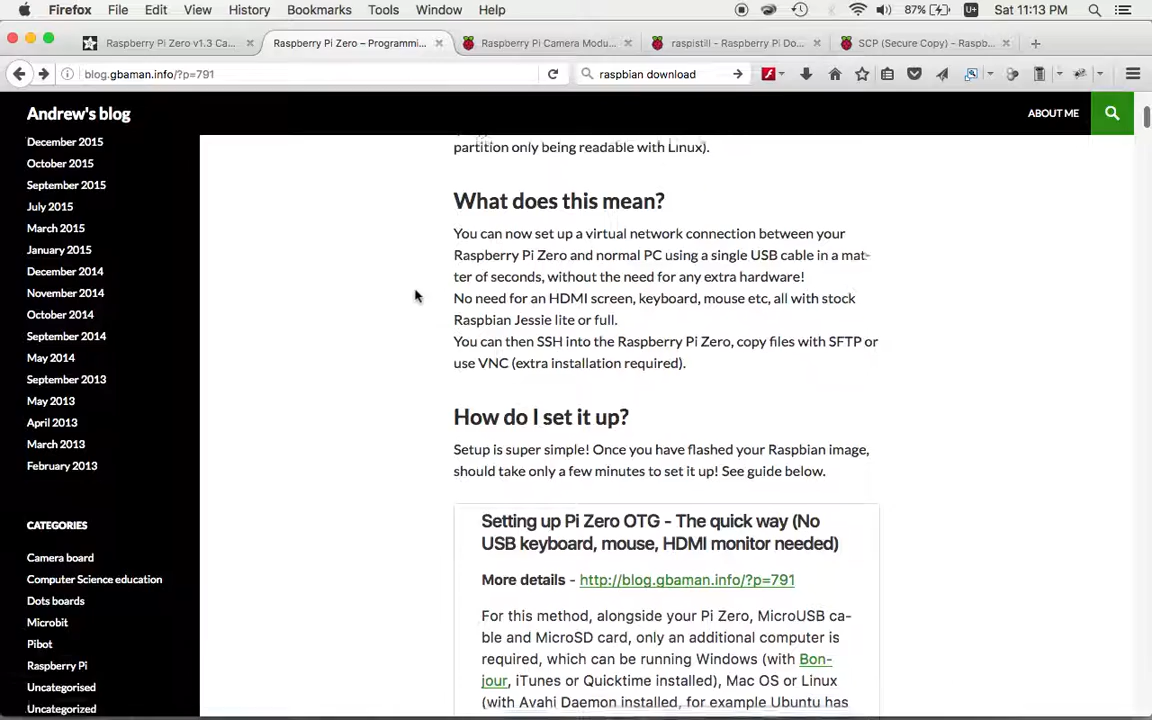 Firefox File Edit View History Bookmarks Tools Window Help 87% U+ Sat 11:13 PM
Raspberry Pi Zero v1.3 Ca... Raspberry Pi Zero – Programmi... Raspberry Pi Camera Modu... raspistill - Raspberry Pi Do... SCP (Secure Copy) - Raspb...
blog.gbaman.info/?p=791 raspbian download
Andrew's blog ABOUT ME
December 2015
October 2015
September 2015
July 2015
March 2015
January 2015
December 2014
November 2014
October 2014
September 2014
May 2014
September 2013
May 2013
April 2013
March 2013
February 2013
CATEGORIES
Camera board
Computer Science education
Dots boards
Microbit
Pibot
Raspberry Pi
Uncategorised
Uncategorized
partition only being readable with Linux).
What does this mean?
You can now set up a virtual network connection between your
Raspberry Pi Zero and normal PC using a single USB cable in a mat-
ter of seconds, without the need for any extra hardware!
No need for an HDMI screen, keyboard, mouse etc, all with stock
Raspbian Jessie lite or full.
You can then SSH into the Raspberry Pi Zero, copy files with SFTP or
use VNC (extra installation required).
How do I set it up?
Setup is super simple! Once you have flashed your Raspbian image,
should take only a few minutes to set it up! See guide below.
Setting up Pi Zero OTG - The quick way (No
USB keyboard, mouse, HDMI monitor needed)
More details - http://blog.gbaman.info/?p=791
For this method, alongside your Pi Zero, MicroUSB ca-
ble and MicroSD card, only an additional computer is
required, which can be running Windows (with Bon-
jour, iTunes or Quicktime installed), Mac OS or Linux
(with Avahi Daemon installed, for example Ubuntu has